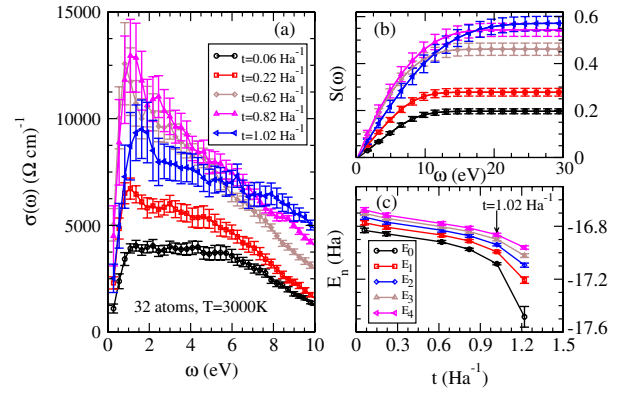 (a)
15000
10000
5000
0
σ(ω) (Ω cm)⁻¹
t=0.06 Ha⁻¹
t=0.22 Ha⁻¹
t=0.62 Ha⁻¹
t=0.82 Ha⁻¹
t=1.02 Ha⁻¹
32 atoms, T=3000K
0 2 4 6 8 10
ω (eV)
(b)
S(ω)
0.6
0.4
0.2
0
0 10 20 30
ω (eV)
(c)
t=1.02 Ha⁻¹
E_n (Ha)
-16.8
-17.2
-17.6
E₀
E₁
E₂
E₃
E₄
0 0.3 0.6 0.9 1.2 1.5
t (Ha⁻¹)